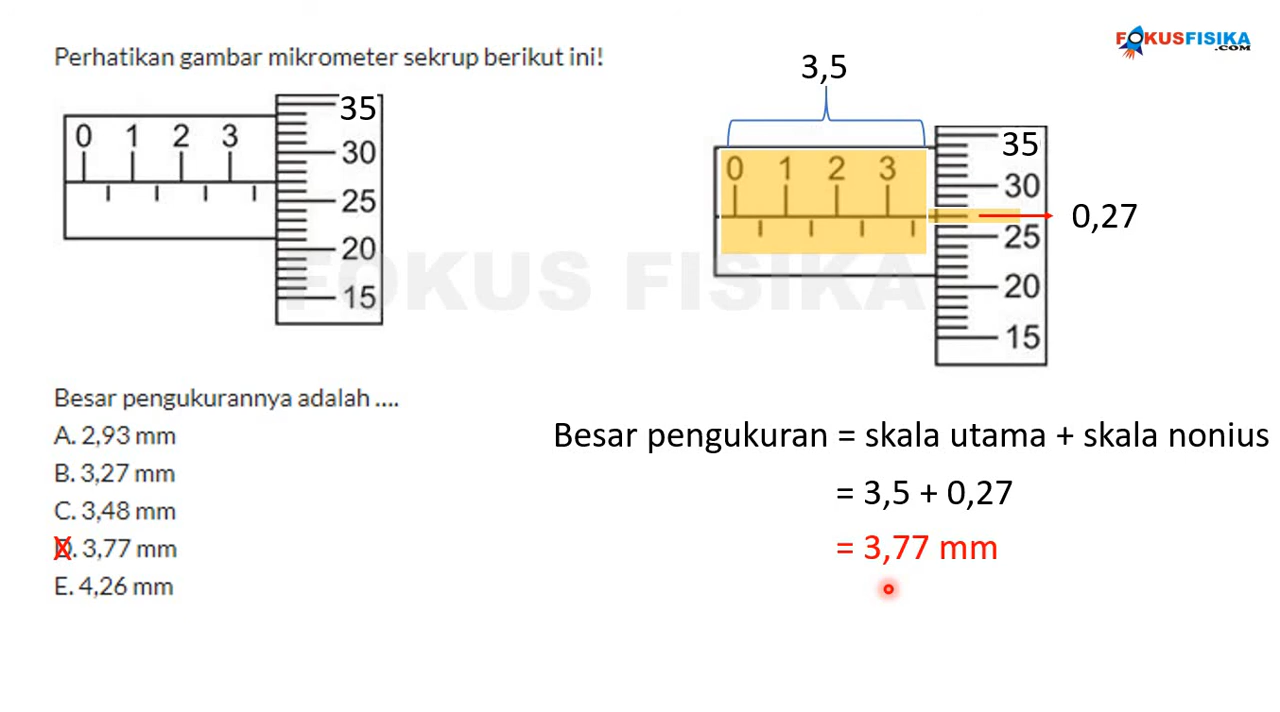 FOKUSFISIKA
.COM
Perhatikan gambar mikrometer sekrup berikut ini!
0 1 2 3
35
30
25
20
15
3,5
0 1 2 3
35
30
25
20
15
0,27
FOKUS FISIKA
Besar pengukurannya adalah ....
A. 2,93 mm
B. 3,27 mm
C. 3,48 mm
D. 3,77 mm
E. 4,26 mm
Besar pengukuran = skala utama + skala nonius
= 3,5 + 0,27
= 3,77 mm